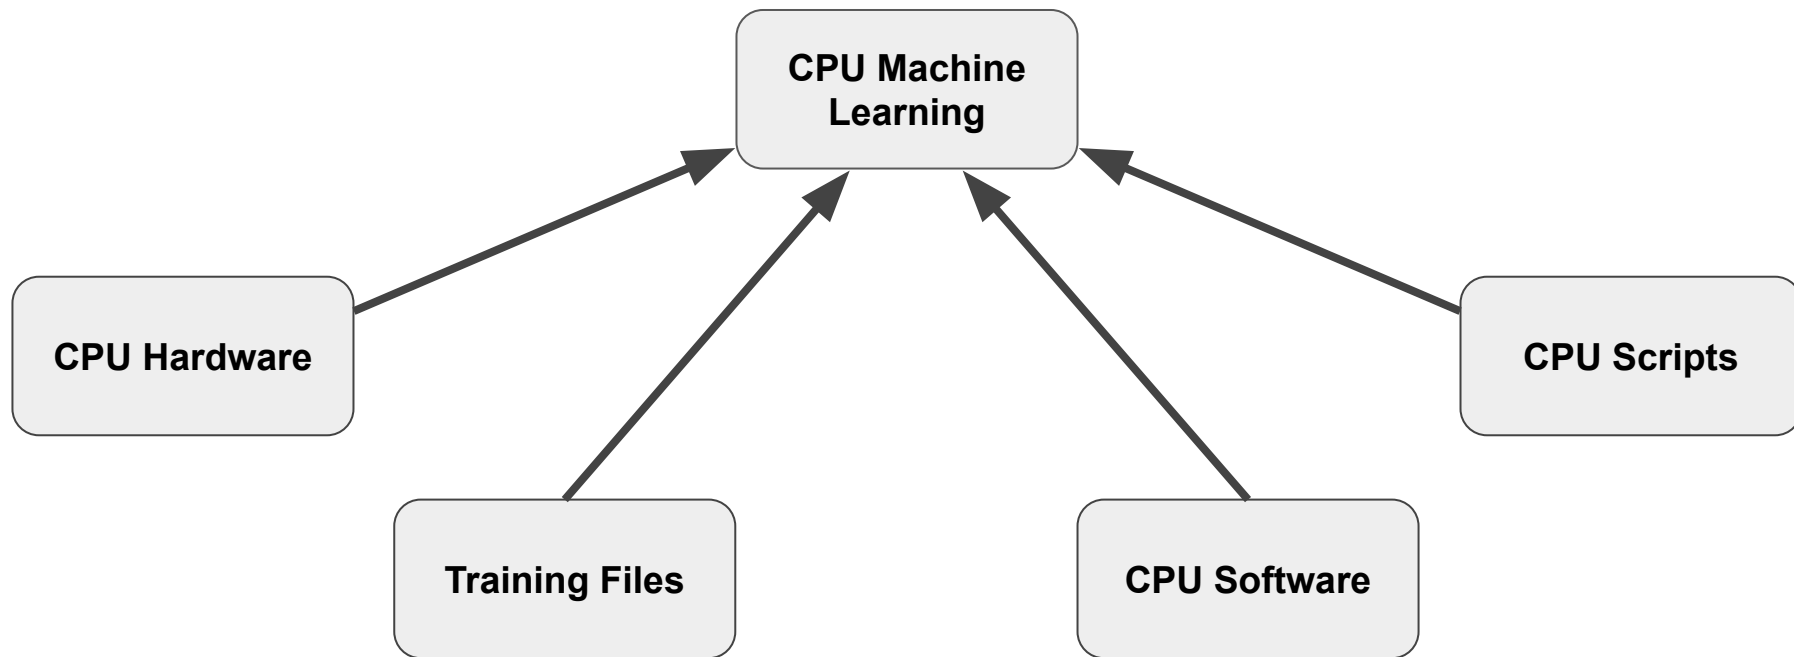 CPU Machine
Learning
CPU Hardware
CPU Scripts
Training Files
CPU Software